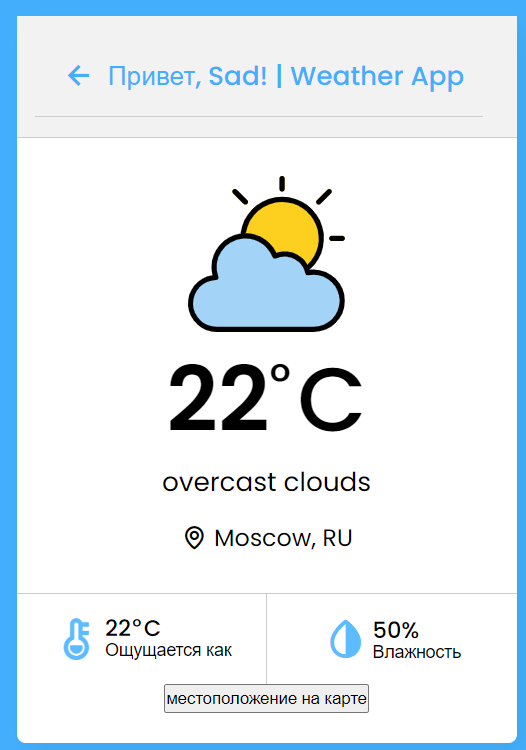 Привет, Sad! | Weather App
22°C
overcast clouds
Moscow, RU
22°C
Ощущается как
50%
Влажность
местоположение на карте